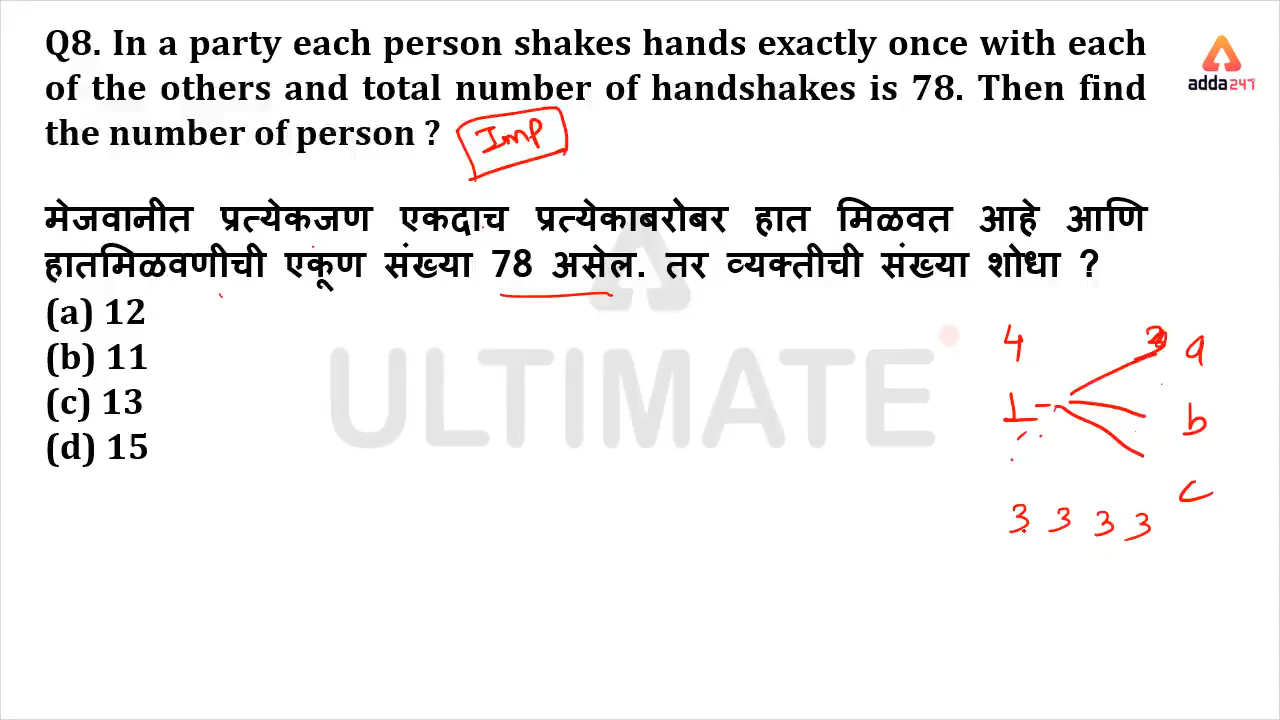 Q8. In a party each person shakes hands exactly once with each
of the others and total number of handshakes is 78. Then find
the number of person ?
Imp
adda247
मेजवानीत प्रत्येकजण एकदाच प्रत्येकाबरोबर हात मिळवत आहे आणि
हातमिळवणीची एकूण संख्या 78 असेल. तर व्यक्तीची संख्या शोधा ?
(a) 12
(b) 11
(c) 13
(d) 15
ULTIMATE
4
a
1
b
c
3 3 3 3